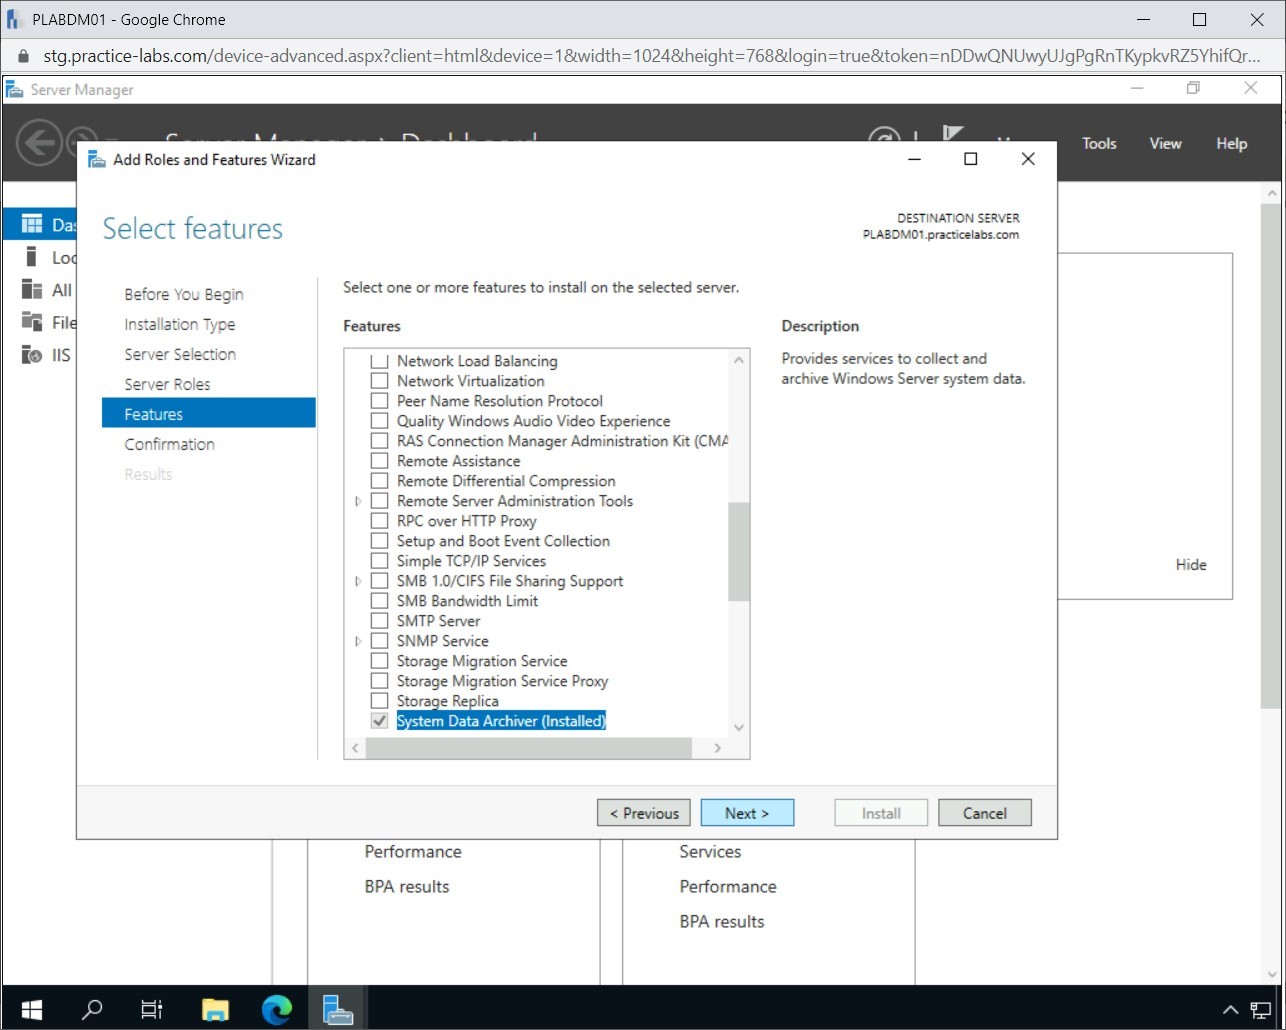 PLABDM01 - Google Chrome
stg.practice-labs.com/device-advanced.aspx?client=html&device=1&width=1024&height=768&login=true&token=nDDwQNUwyUJgPgRnTKypkvRZ5YhifQr...
Server Manager
Server Manager Dashboard
Tools View Help
Add Roles and Features Wizard
Select features
DESTINATION SERVER
PLABDM01.practicelabs.com
Das
Loc
All
File
IIS
Before You Begin
Installation Type
Server Selection
Server Roles
Features
Confirmation
Results
Select one or more features to install on the selected server.
Features
Network Load Balancing
Network Virtualization
Peer Name Resolution Protocol
Quality Windows Audio Video Experience
RAS Connection Manager Administration Kit (CMA
Remote Assistance
Remote Differential Compression
Remote Server Administration Tools
RPC over HTTP Proxy
Setup and Boot Event Collection
Simple TCP/IP Services
SMB 1.0/CIFS File Sharing Support
SMB Bandwidth Limit
SMTP Server
SNMP Service
Storage Migration Service
Storage Migration Service Proxy
Storage Replica
System Data Archiver (Installed)
Description
Provides services to collect and
archive Windows Server system data.
Hide
< Previous
Next >
Install
Cancel
Performance
BPA results
Services
Performance
BPA results